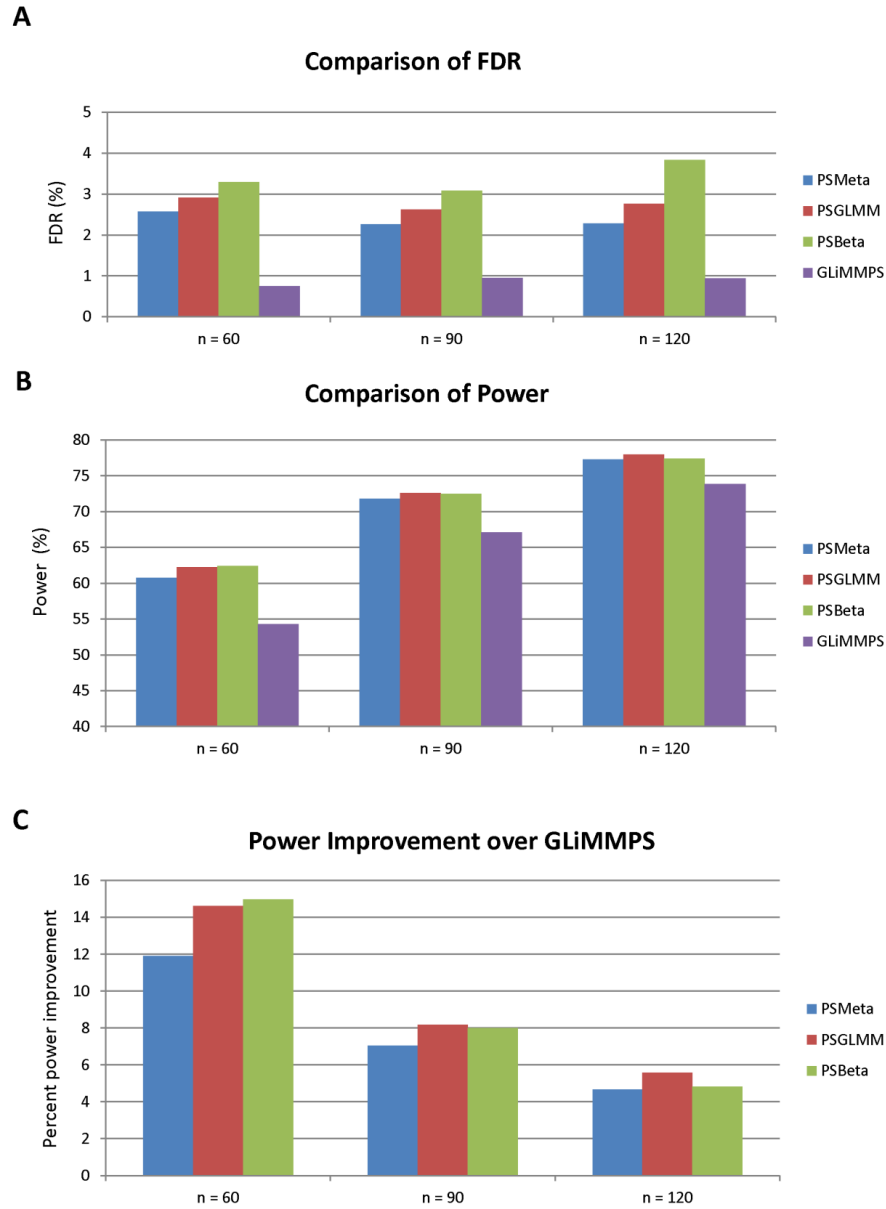 A
Comparison of FDR
FDR (%)
5
4
3
2
1
0
n = 60
n = 90
n = 120
PSMeta
PSGLMM
PSBeta
GLiMMPS
B
Comparison of Power
Power (%)
80
75
70
65
60
55
50
45
40
n = 60
n = 90
n = 120
PSMeta
PSGLMM
PSBeta
GLiMMPS
C
Power Improvement over GLiMMPS
Percent power improvement
16
14
12
10
8
6
4
2
0
n = 60
n = 90
n = 120
PSMeta
PSGLMM
PSBeta